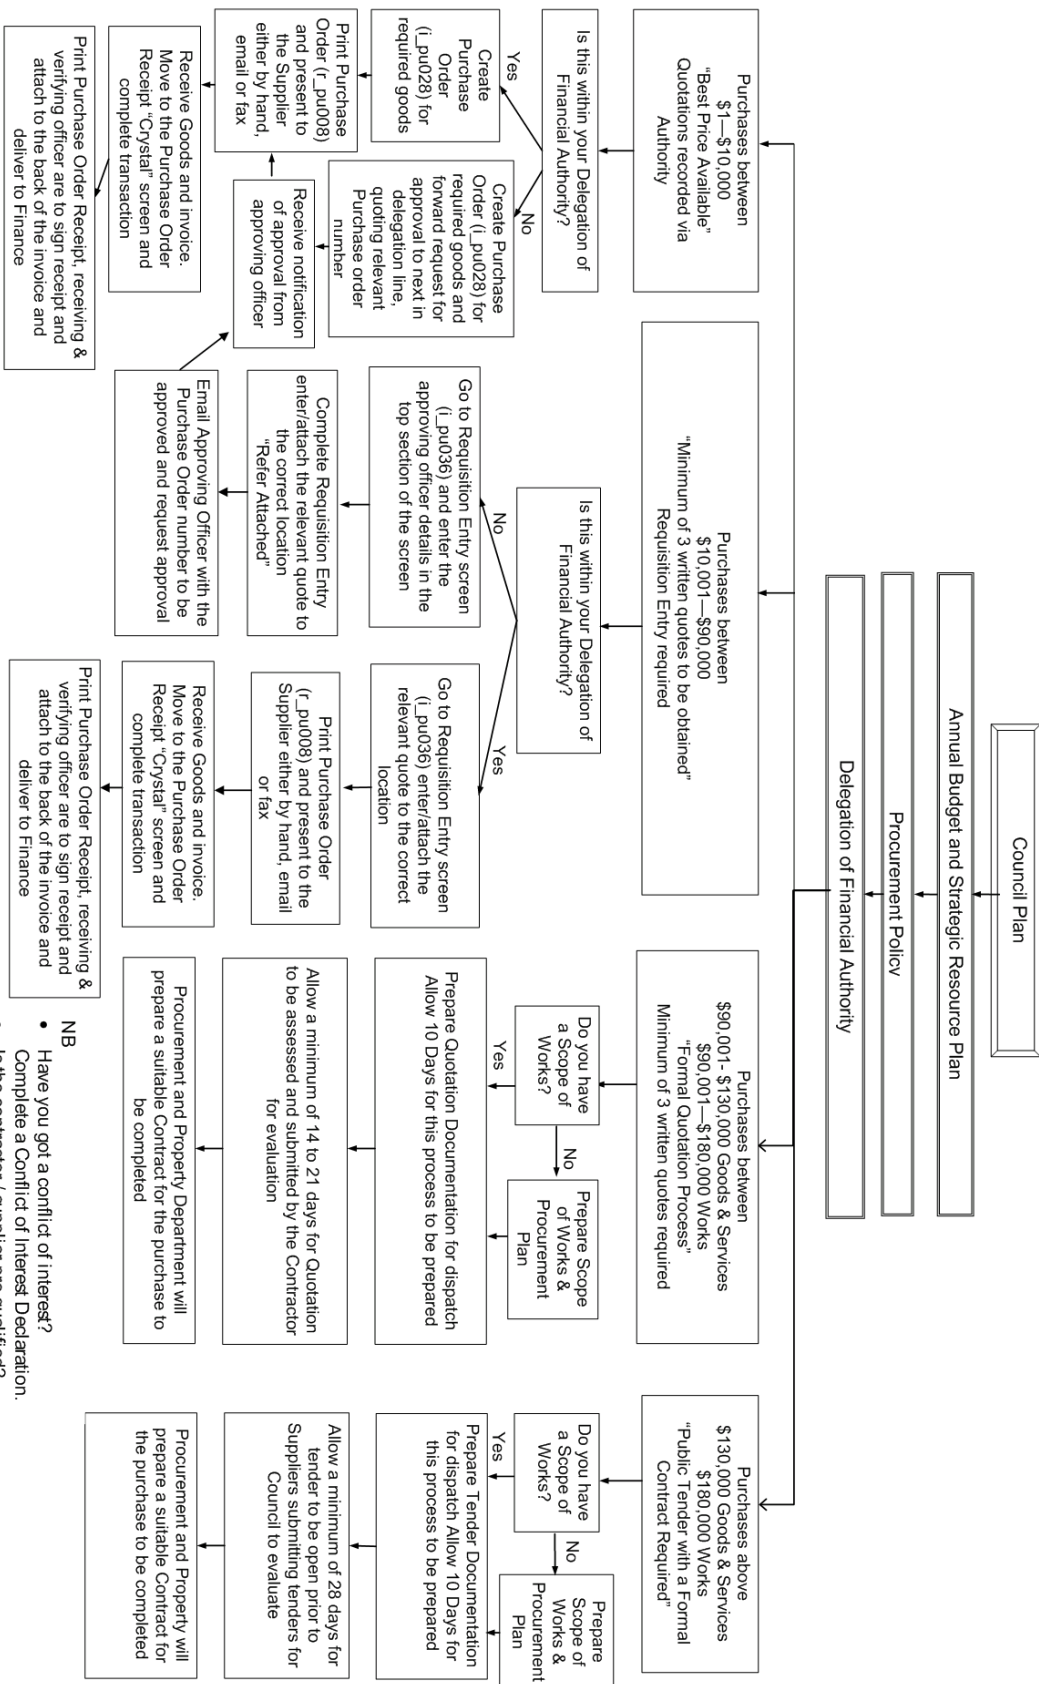 Council Plan
Annual Budget and Strategic Resource Plan
Procurement Policy
Delegation of Financial Authority
Purchases between
$1—$10,000
“Best Price Available”
Quotations recorded via
Authority
Is this within your Delegation of
Financial Authority?
Yes
No
Create
Purchase
Order
(i_pu028) for
required goods
Create Purchase
Order (i_pu028) for
required goods and
forward request for
approval to next in
delegation line,
quoting relevant
Purchase order
number
Print Purchase
Order (r_pu008)
and present to
the Supplier
either by hand,
email or fax
Receive notification
of approval from
approving officer
Receive Goods and invoice.
Move to the Purchase Order
Receipt “Crystal” screen and
complete transaction
Print Purchase Order Receipt, receiving &
verifying officer are to sign receipt and
attach to the back of the invoice and
deliver to Finance
Purchases between
$10,001—$90,000
“Minimum of 3 written quotes to be obtained”
Requisition Entry required
Is this within your Delegation of
Financial Authority?
No
Yes
Go to Requisition Entry screen
(i_pu036) and enter the
approving officer details in the
top section of the screen
Complete Requisition Entry
enter/attach the relevant quote to
the correct location
“Refer Attached”
Email Approving Officer with the
Purchase Order number to be
approved and request approval
Go to Requisition Entry screen
(i_pu036) enter/attach the
relevant quote to the correct
location
Print Purchase Order
(r_pu008) and present to the
Supplier either by hand, email
or fax
Receive Goods and invoice.
Move to the Purchase Order
Receipt “Crystal” screen and
complete transaction
Print Purchase Order Receipt, receiving &
verifying officer are to sign receipt and
attach to the back of the invoice and
deliver to Finance
Purchases between
$90,001- $130,000 Goods & Services
$90,001—$180,000 Works
“Formal Quotation Process”
Minimum of 3 written quotes required
Do you have
a Scope of
Works?
Yes
No
Prepare Scope
of Works &
Procurement
Plan
Prepare Quotation Documentation for dispatch
Allow 10 Days for this process to be prepared
Allow a minimum of 14 to 21 days for Quotation
to be assessed and submitted by the Contractor
for evaluation
Procurement and Property Department will
prepare a suitable Contract for the purchase to
be completed
Purchases above
$130,000 Goods & Services
$180,000 Works
“Public Tender with a Formal
Contract Required”
Do you have
a Scope of
Works?
Yes
No
Prepare
Scope of
Works &
Procurement
Plan
Prepare Tender Documentation
for dispatch Allow 10 Days for
this process to be prepared
Allow a minimum of 28 days for
tender to be open prior to
Suppliers submitting tenders for
Council to evaluate
Procurement and Property will
prepare a suitable Contract for
the purchase to be completed
NB
• Have you got a conflict of interest?
Complete a Conflict of Interest Declaration.